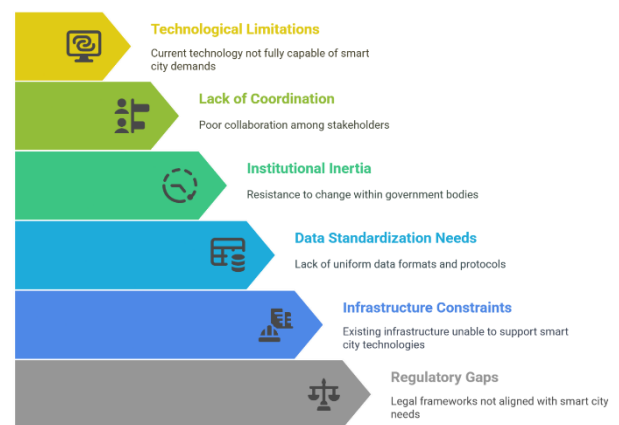 Technological Limitations
Current technology not fully capable of smart
city demands
Lack of Coordination
Poor collaboration among stakeholders
Institutional Inertia
Resistance to change within government bodies
Data Standardization Needs
Lack of uniform data formats and protocols
Infrastructure Constraints
Existing infrastructure unable to support smart
city technologies
Regulatory Gaps
Legal frameworks not aligned with smart city
needs